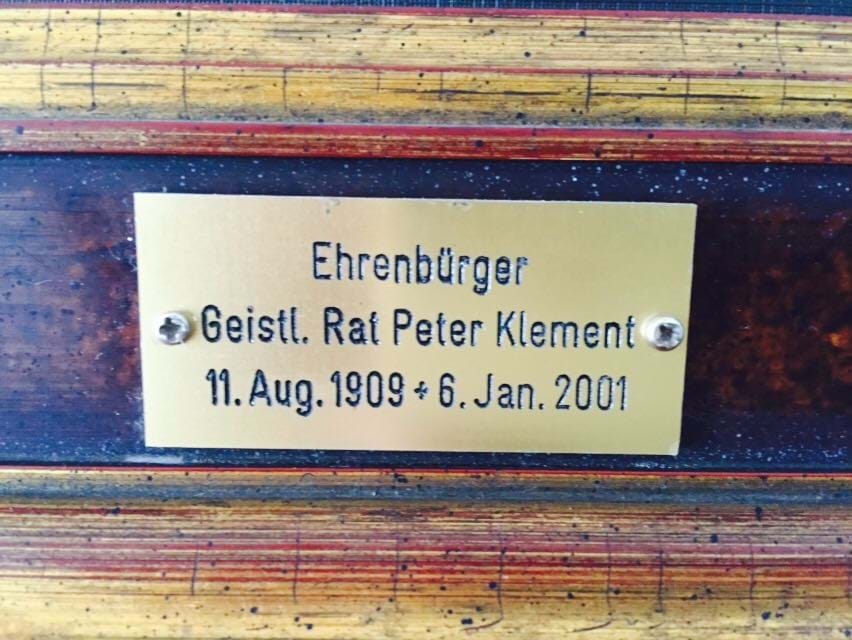 Ehrenbürger
Geistl. Rat Peter Klement
11. Aug. 1909 + 6. Jan. 2001